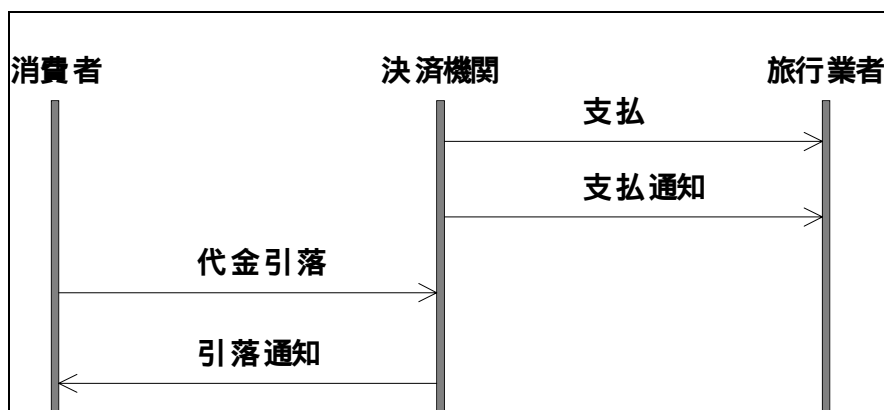 消費者 決済機関 旅行業者
支払
支払通知
代金引落
引落通知